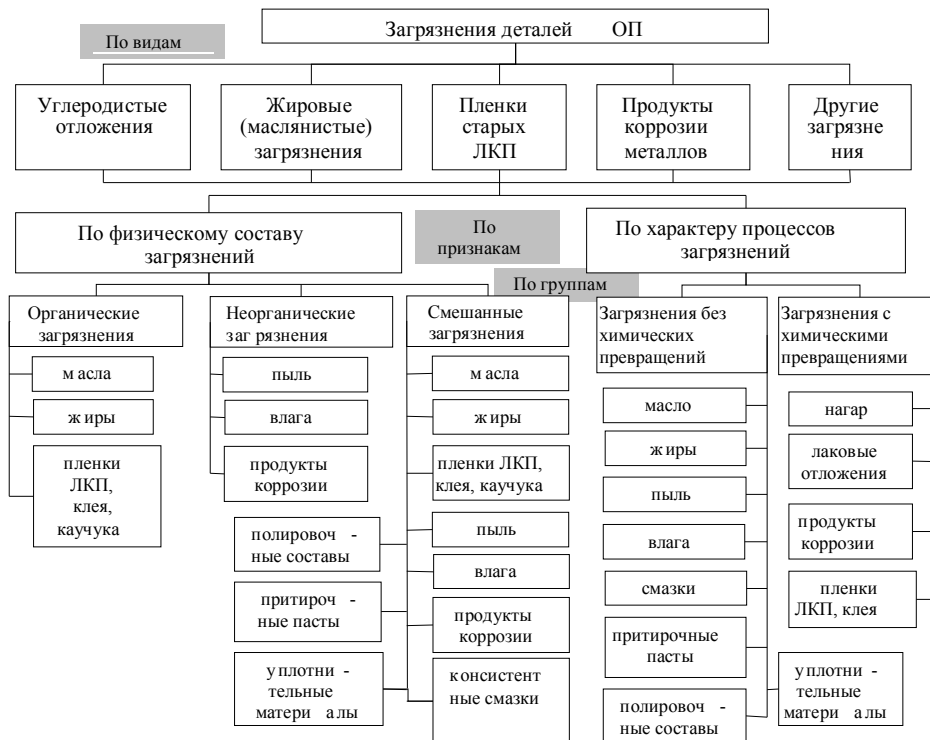 Загрязнения деталей ОП
По видам
Углеродистые
отложения
Жировые
(маслянистые)
загрязнения
Пленки
старых
ЛКП
Продукты
коррозии
металлов
Другие
загрязне
ния
По физическому составу
загрязнений
По
признакам
По характеру процессов
загрязнений
По группам
Органические
загрязнения
масла
жиры
пленки
ЛКП,
клея,
каучука
Неорганические
заг рязнения
пыль
влага
продукты
коррозии
Смешанные
загрязнения
масла
жиры
пленки ЛКП,
клея, каучука
пыль
влага
продукты
коррозии
консистент
ные смазки
полировоч -
ные составы
притироч -
ные пасты
уплотни -
тельные
матери алы
Загрязнения без
химических
превращений
масло
жиры
пыль
влага
смазки
притирочные
пасты
полировоч -
ные составы
уплотни -
тельные
матери алы
Загрязнения с
химическими
превращениями
нагар
лаковые
отложения
продукты
коррозии
пленки
ЛКП, клея